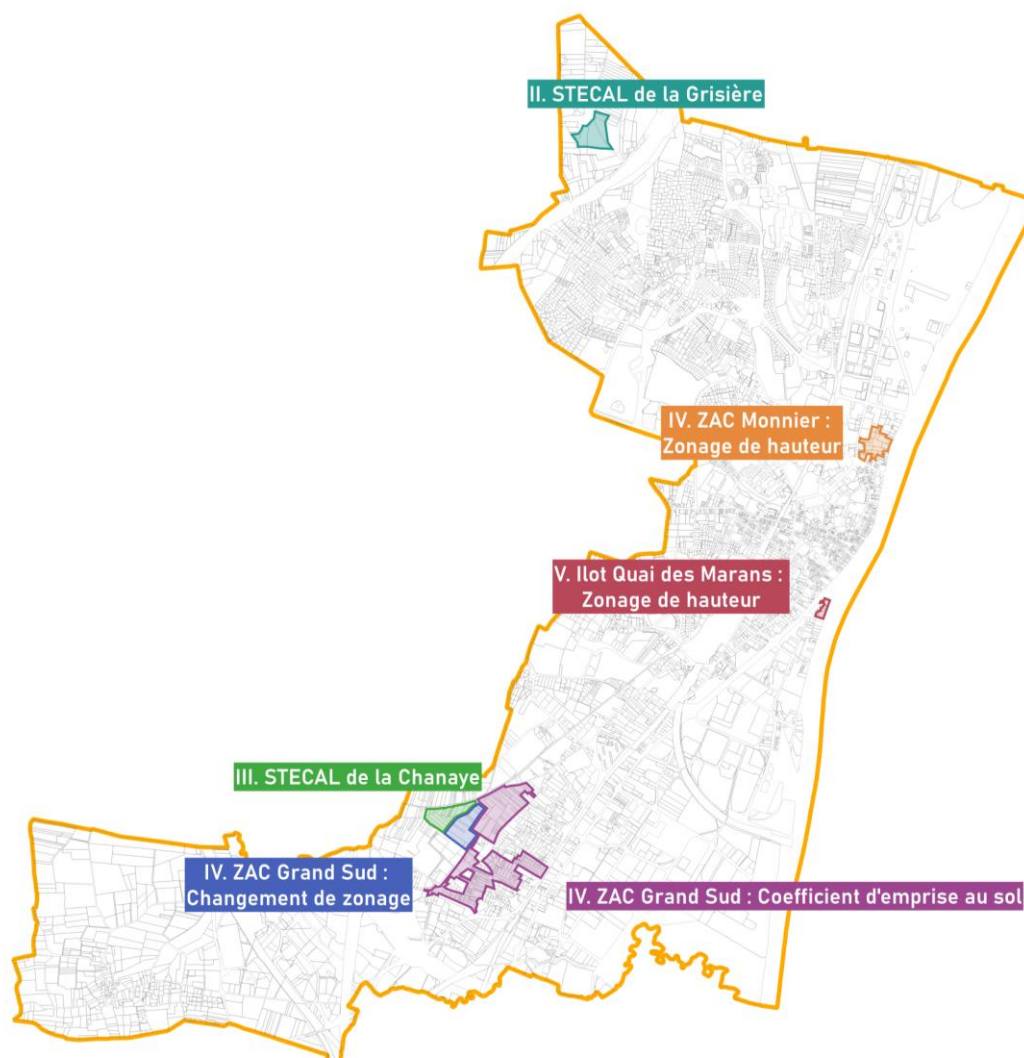 II. STECAL de la Grisière
IV. ZAC Monnier :
Zonage de hauteur
V. Ilot Quai des Marans :
Zonage de hauteur
III. STECAL de la Chanaye
IV. ZAC Grand Sud :
Changement de zonage
IV. ZAC Grand Sud : Coefficient d'emprise au sol